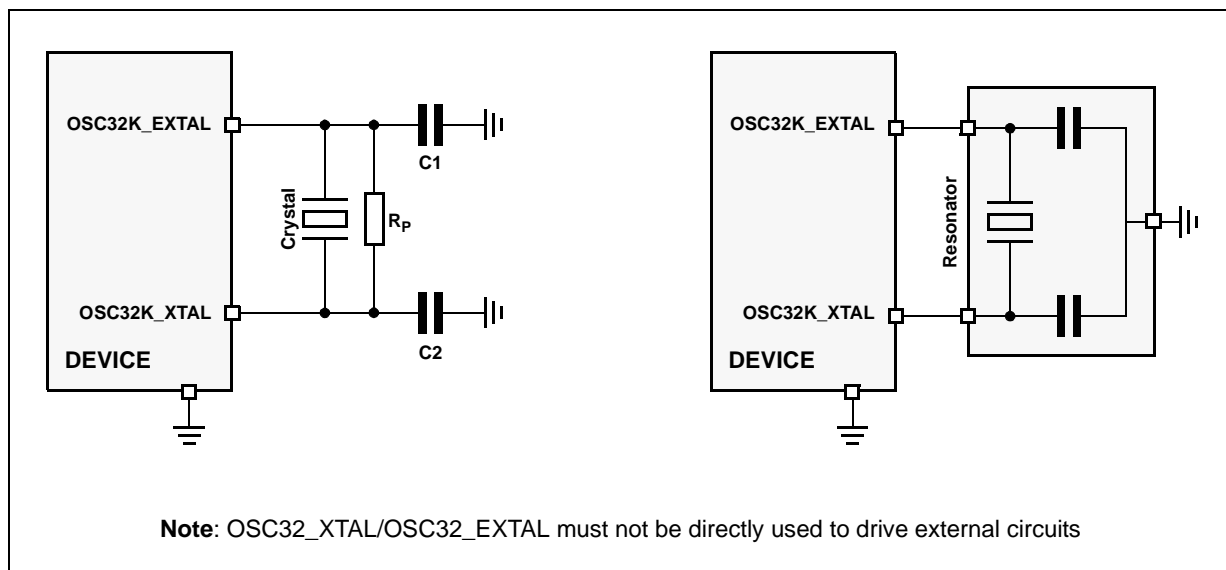 OSC32K_EXTAL
C1
Crystal
RP
OSC32K_XTAL
C2
DEVICE
OSC32K_EXTAL
Resonator
OSC32K_XTAL
DEVICE
Note: OSC32_XTAL/OSC32_EXTAL must not be directly used to drive external circuits